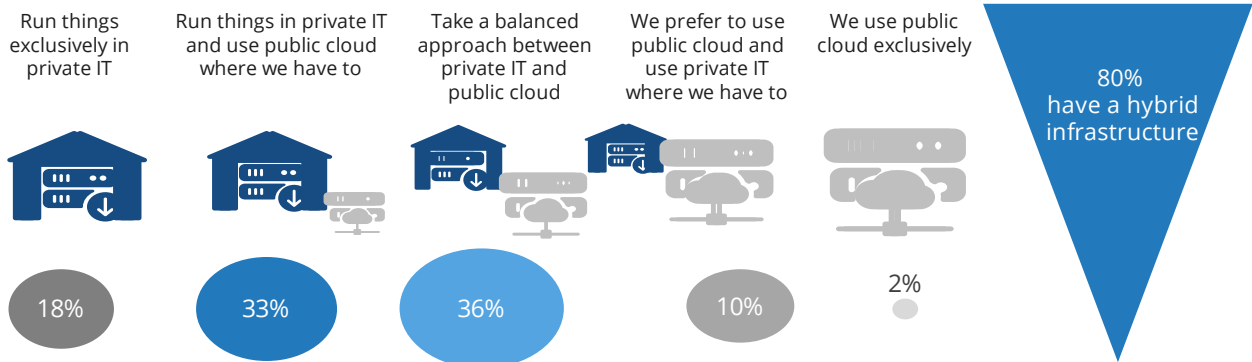 Run things
exclusively in
private IT
Run things in private IT
and use public cloud
where we have to
Take a balanced
approach between
private IT and
public cloud
We prefer to use
public cloud and
use private IT
where we have to
We use public
cloud exclusively
80%
have a hybrid
infrastructure
18%
33%
36%
10%
2%